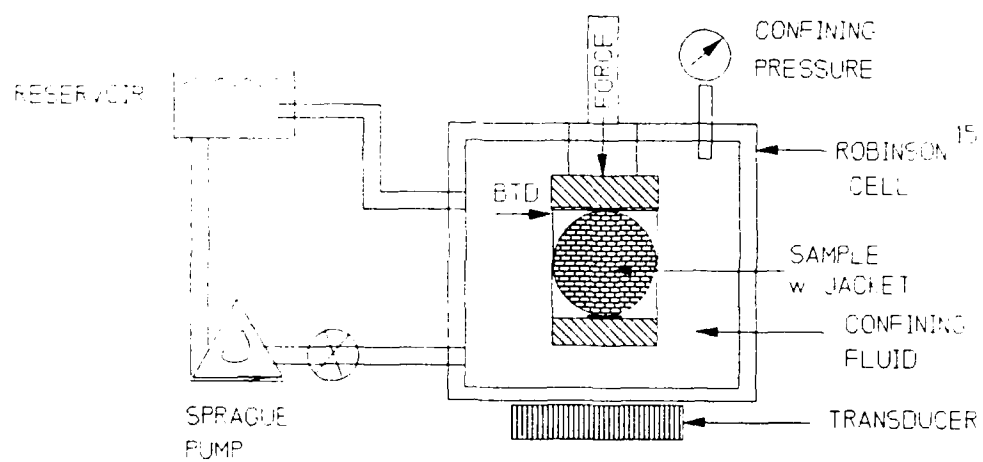 CONFINING
PRESSURE
FORCE
RESERVOIR
ROBINSON 15
CELL
BTD
SAMPLE
w JACKET
CONFINING
FLUID
TRANSDUCER
SPRAGUE
PUMP